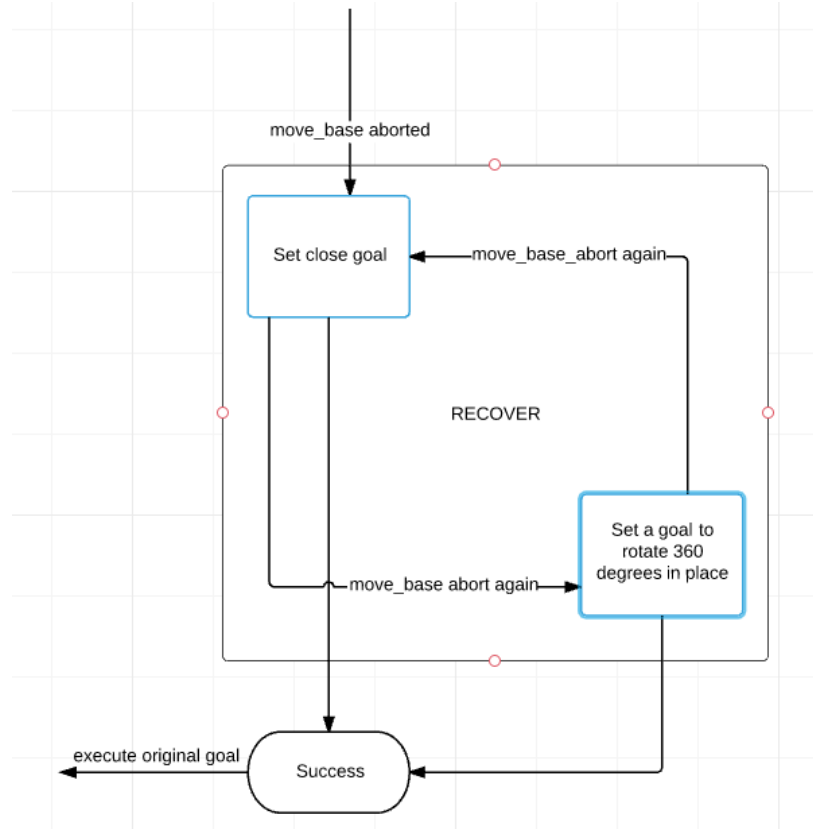 move_base aborted
Set close goal
move_base_abort again
RECOVER
Set a goal to
rotate 360
degrees in place
move_base abort again
execute original goal
Success